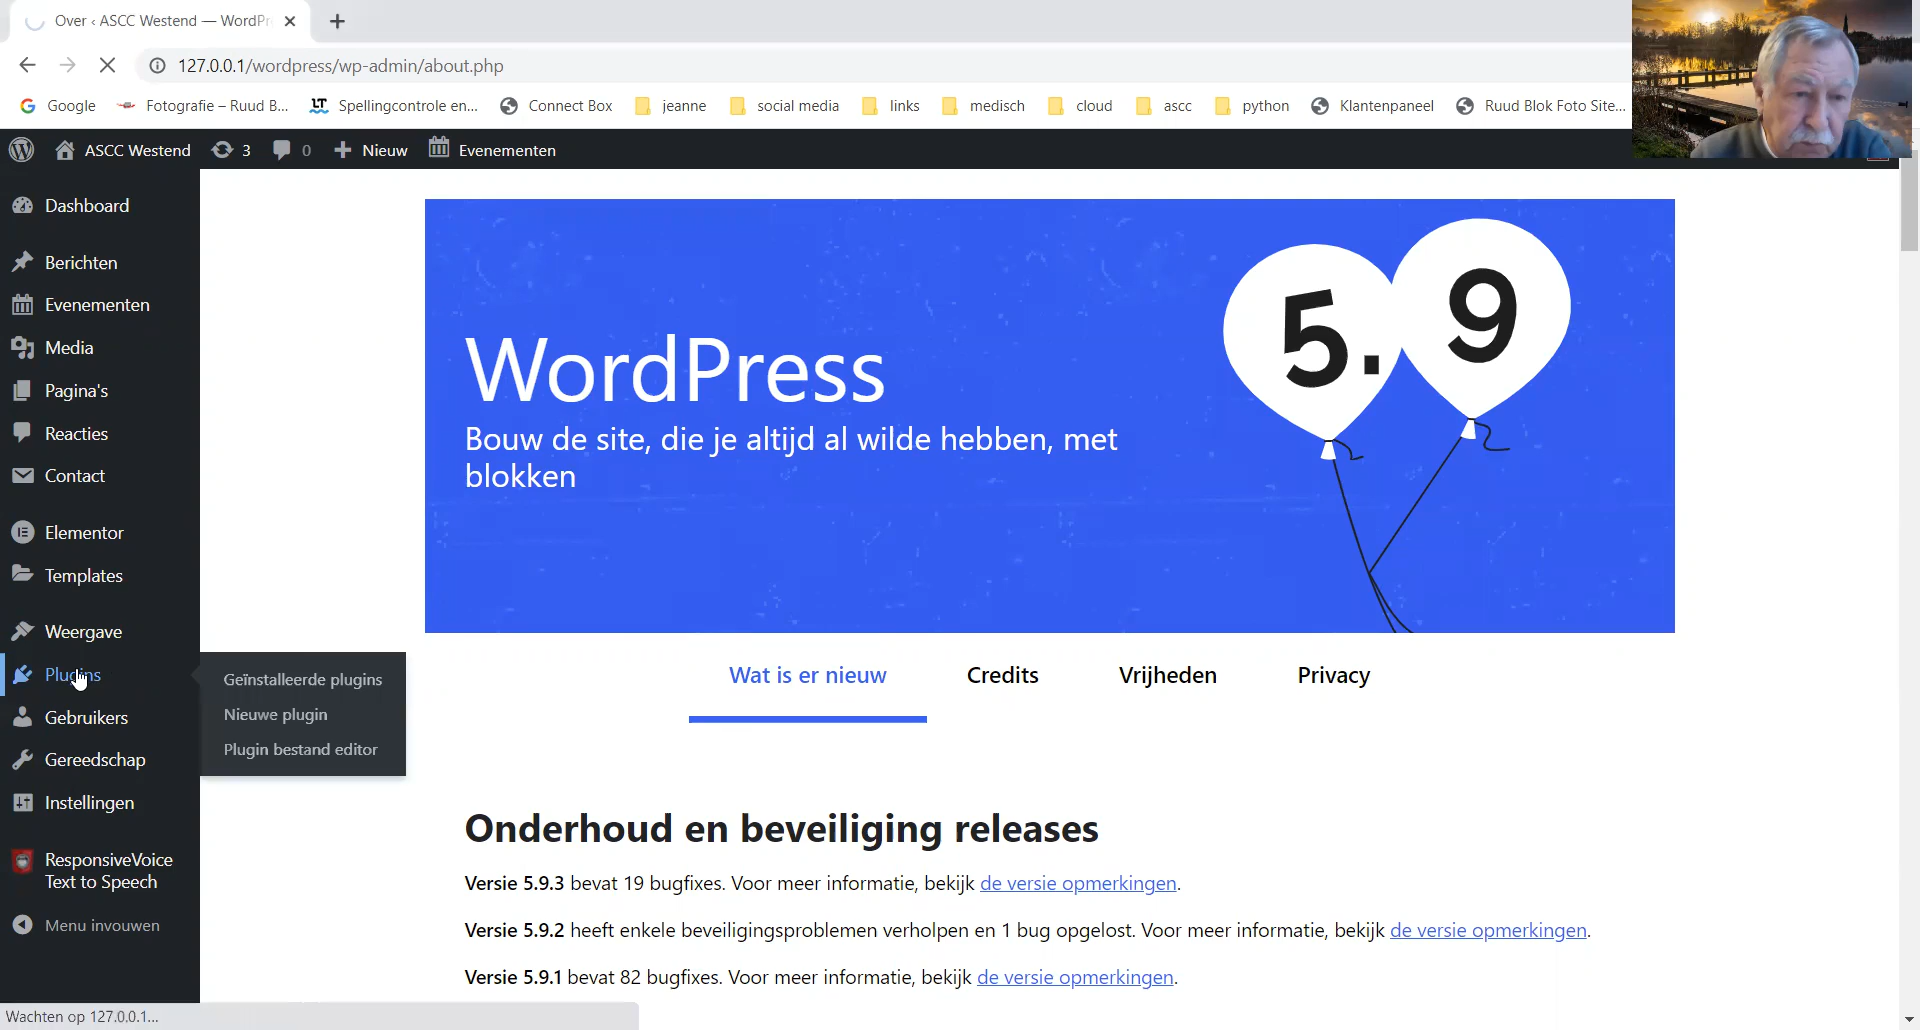 Over ‹ ASCC Westend — WordPr
127.0.0.1/wordpress/wp-admin/about.php
Google
Fotografie – Ruud B...
Spellingcontrole en...
Connect Box
jeanne
social media
links
medisch
cloud
ascc
python
Klantenpaneel
Ruud Blok Foto Site...
ASCC Westend
3
0
Nieuw
Evenementen
Dashboard
Berichten
Evenementen
Media
Pagina's
Reacties
Contact
Elementor
Templates
Weergave
Plugins
Gebruikers
Gereedschap
Instellingen
ResponsiveVoice
Text to Speech
Menu invouwen
Geïnstalleerde plugins
Nieuwe plugin
Plugin bestand editor
WordPress
Bouw de site, die je altijd al wilde hebben, met
blokken
5.9
Wat is er nieuw
Credits
Vrijheden
Privacy
Onderhoud en beveiliging releases
Versie 5.9.3 bevat 19 bugfixes. Voor meer informatie, bekijk de versie opmerkingen.
Versie 5.9.2 heeft enkele beveiligingsproblemen verholpen en 1 bug opgelost. Voor meer informatie, bekijk de versie opmerkingen.
Versie 5.9.1 bevat 82 bugfixes. Voor meer informatie, bekijk de versie opmerkingen.
Wachten op 127.0.0.1...